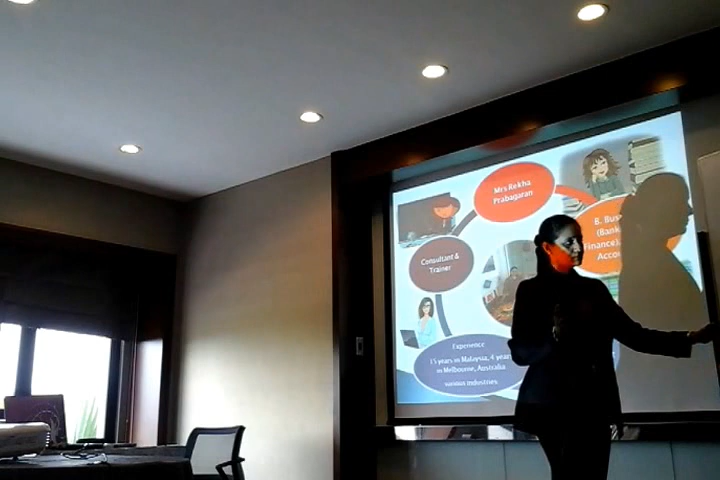 Mrs Rekha
Prabagaran
B. Bus
(Bank
Finance),
Acco
Consultant &
Trainer
Experience
15 years in Malaysia, 4 years
in Melbourne, Australia
various industries